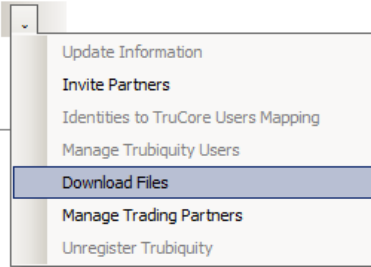 Update Information
Invite Partners
Identities to TruCore Users Mapping
Manage Trubiquity Users
Download Files
Manage Trading Partners
Unregister Trubiquity